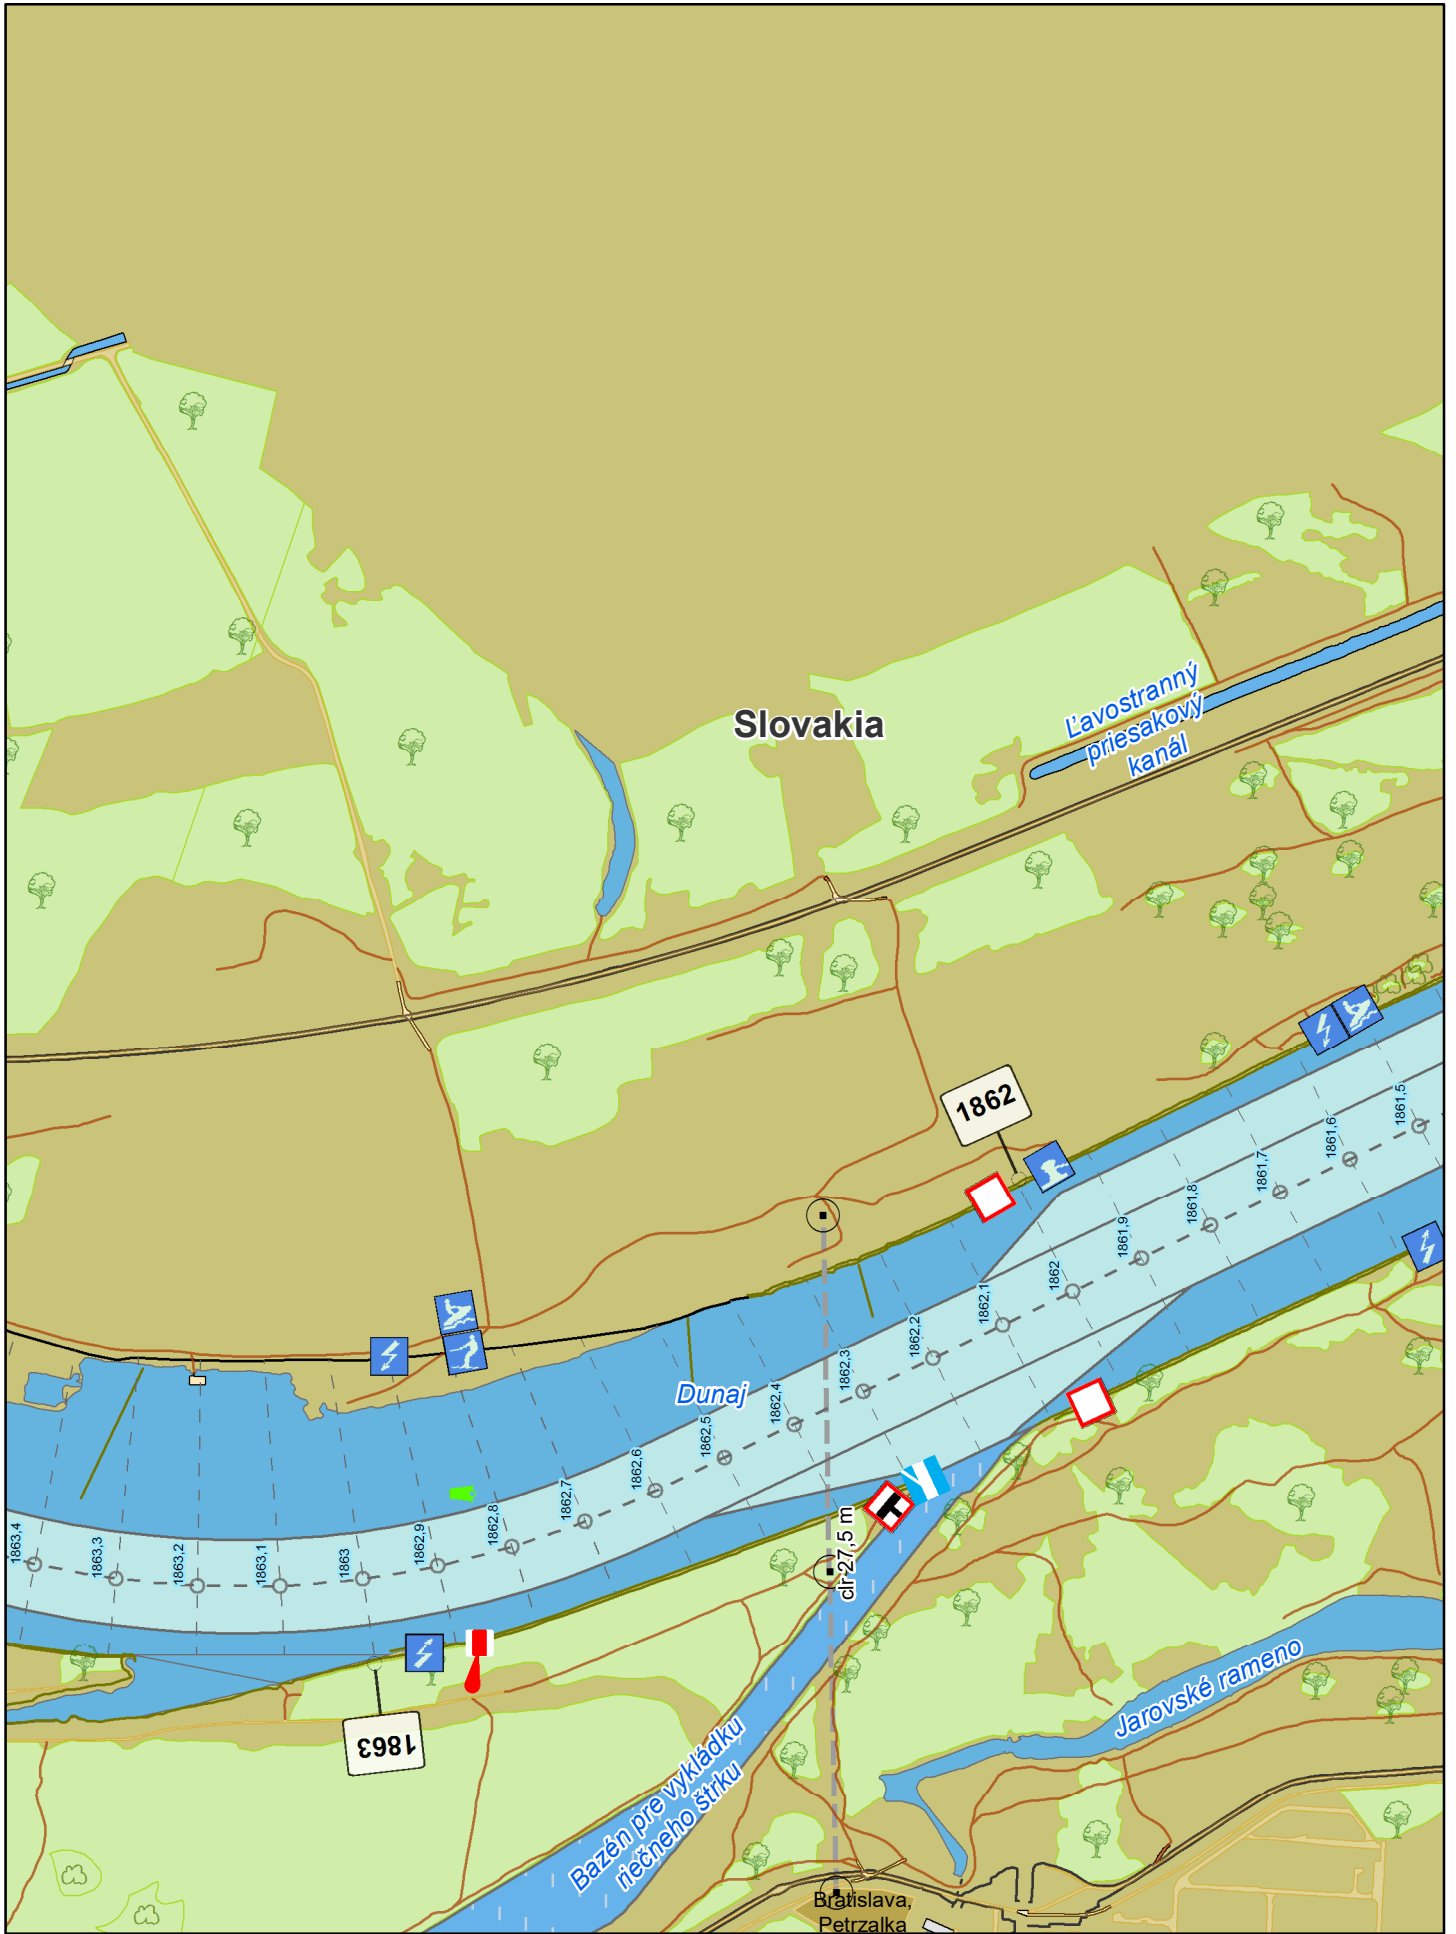 Slovakia
Ľavostranný
priesakový
kanál
1862
1861,5
1861,6
1861,7
1861,8
1861,9
1862
1862,1
1862,2
1862,3
1862,4
1862,5
1862,6
1862,7
1862,8
1862,9
1863
1863,1
1863,2
1863,3
1863,4
Dunaj
clr 27,5 m
1863
Jarovské rameno
Bazén pre vykládku
riečneho štrku
Bratislava,
Petrzalka